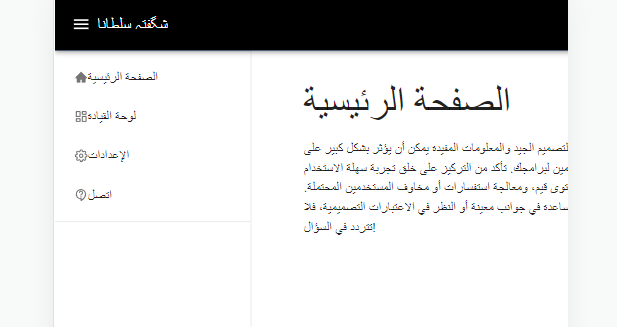 شگفتہ سلطانا
الصفحة الرئيسية
لوحة القيادة
الإعدادات
اتصل
الصفحة الرئيسية
لتصميم الجيد والمعلومات المفيدة يمكن أن يؤثر بشكل كبير على
مين لبرامجك. تأكد من التركيز على خلق تجربة سهلة الاستخدام
توى قيم، ومعالجة استفسارات أو مخاوف المستخدمين المحتملة.
ساعدة في جوانب معينة أو النظر في الاعتبارات التصميمية، فلا
تتردد في السؤال!